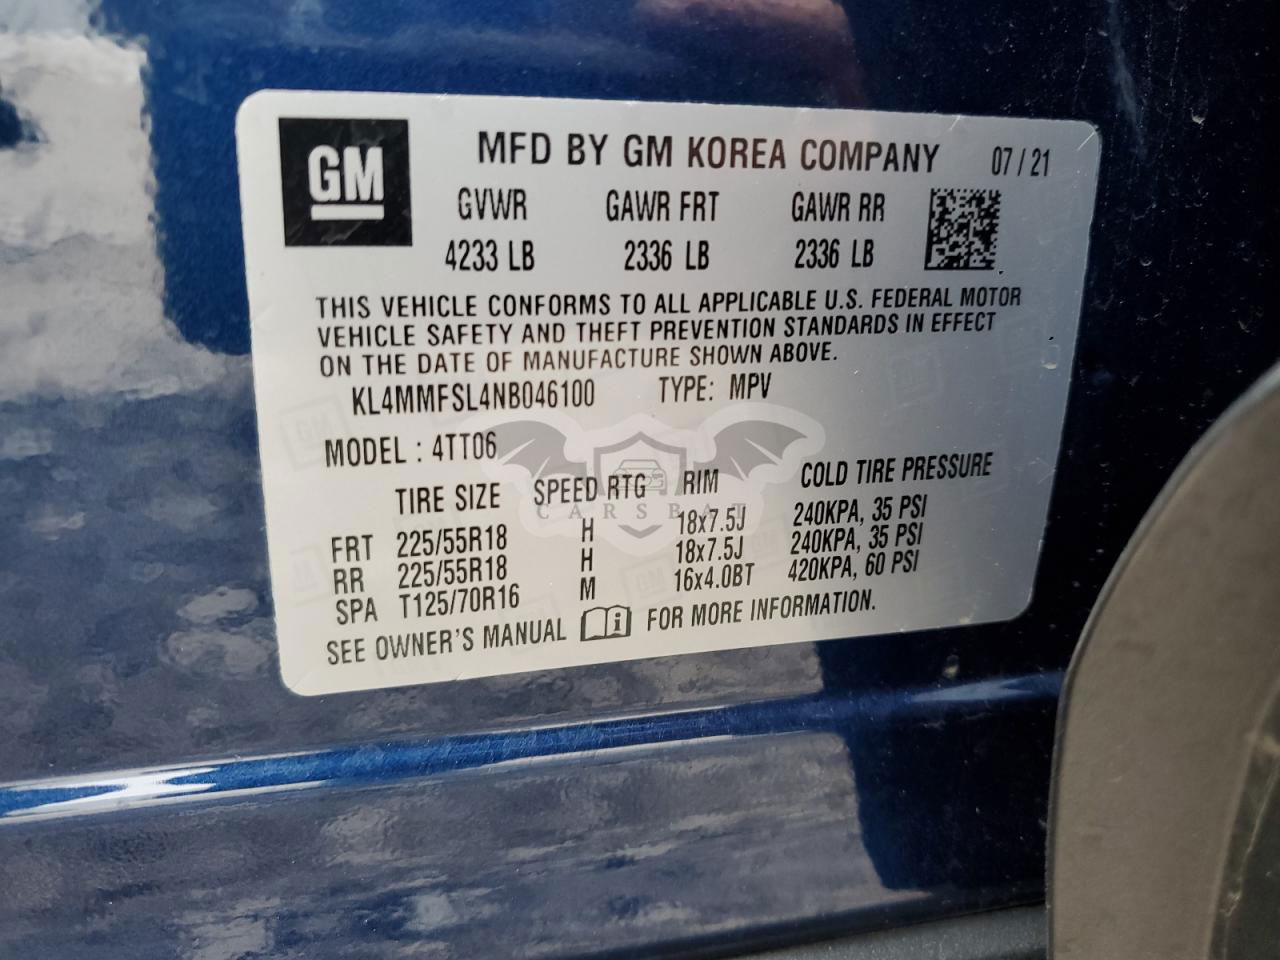 GM
MFD BY GM KOREA COMPANY 07 / 21
GVWR GAWR FRT GAWR RR
4233 LB 2336 LB 2336 LB
THIS VEHICLE CONFORMS TO ALL APPLICABLE U.S. FEDERAL MOTOR
VEHICLE SAFETY AND THEFT PREVENTION STANDARDS IN EFFECT
ON THE DATE OF MANUFACTURE SHOWN ABOVE.
KL4MMFSL4NB046100 TYPE: MPV
MODEL : 4TT06
TIRE SIZE SPEED RTG RIM COLD TIRE PRESSURE
FRT 225/55R18 H 18x7.5J 240KPA, 35 PSI
RR 225/55R18 H 18x7.5J 240KPA, 35 PSI
SPA T125/70R16 M 16x4.0BT 420KPA, 60 PSI
SEE OWNER'S MANUAL i FOR MORE INFORMATION.
CARSBAT
GM
GM